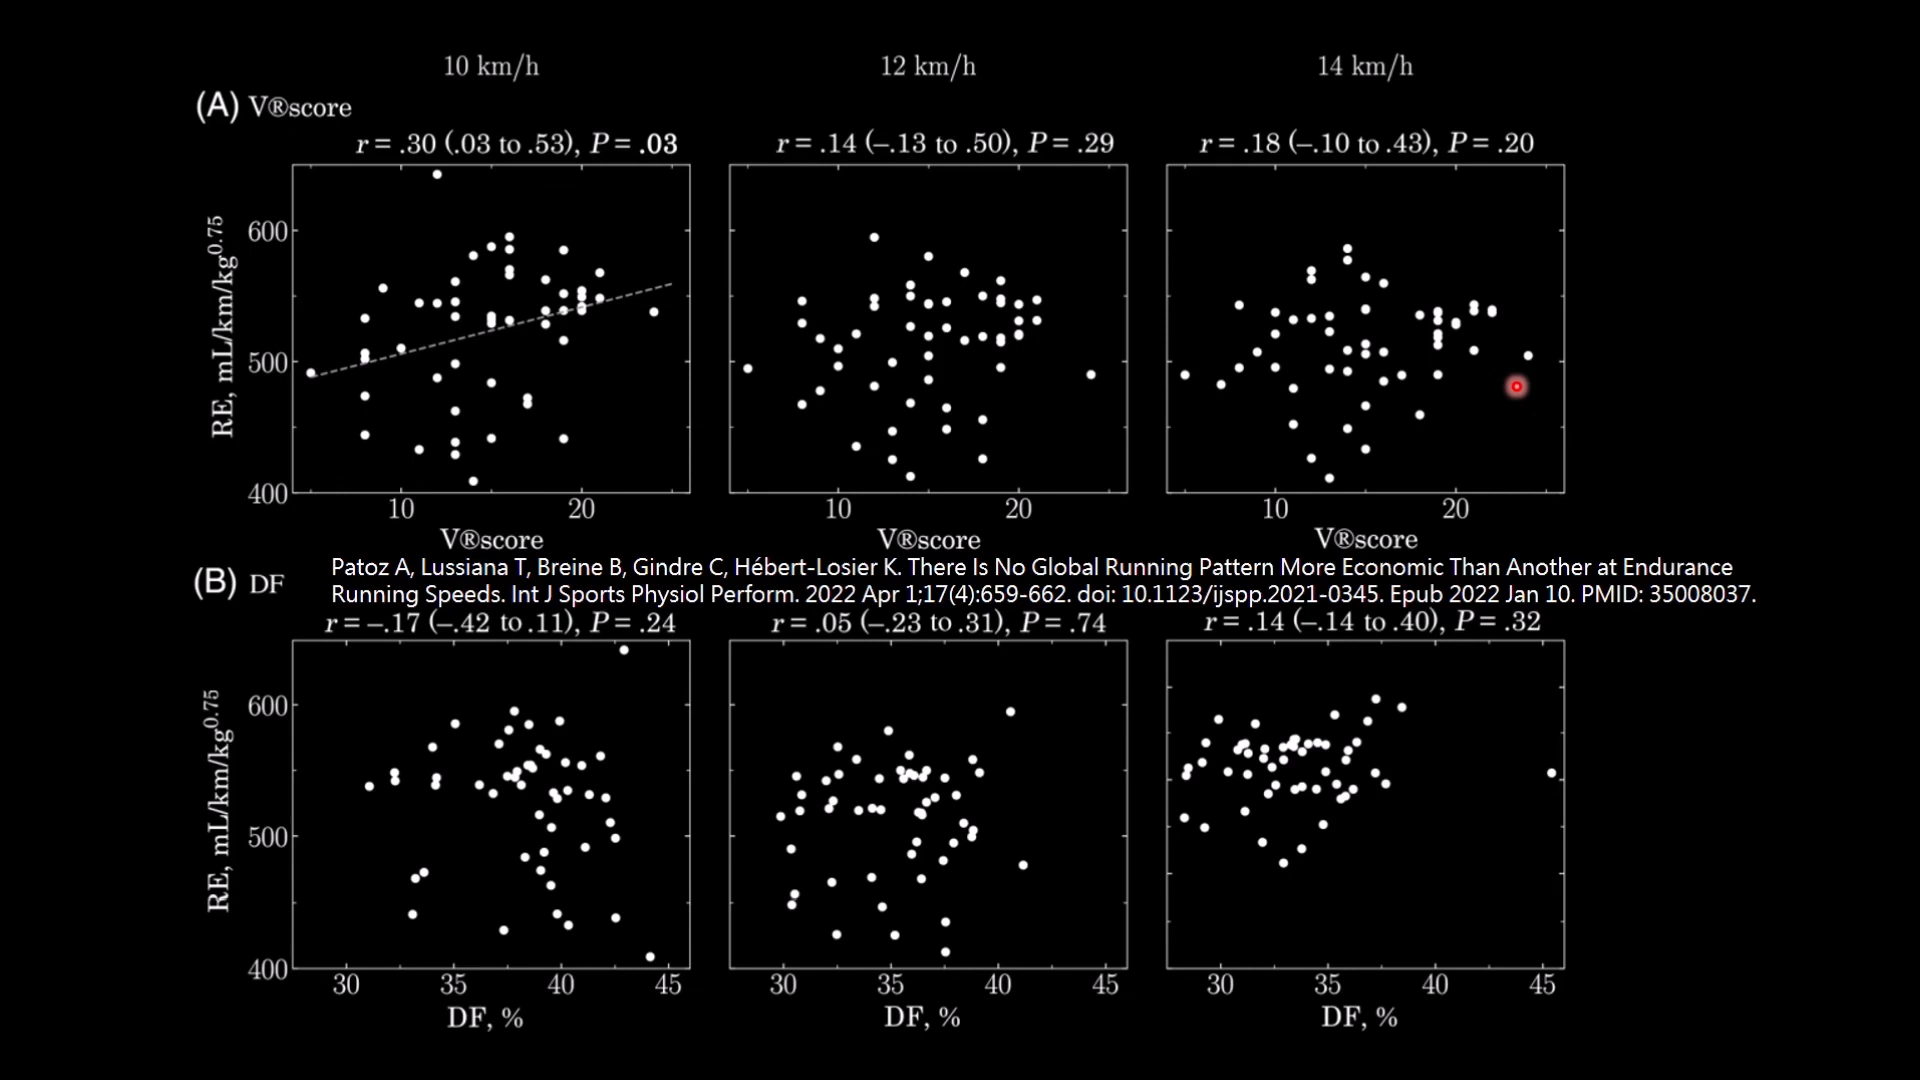 10 km/h 12 km/h 14 km/h
(A) V®score
r = .30 (.03 to .53), P = .03 r = .14 (–.13 to .50), P = .29 r = .18 (–.10 to .43), P = .20
RE, mL/km/kg^0.75
600
500
400
10 20 10 20 10 20
V®score V®score V®score
Patoz A, Lussiana T, Breine B, Gindre C, Hébert-Losier K. There Is No Global Running Pattern More Economic Than Another at Endurance
Running Speeds. Int J Sports Physiol Perform. 2022 Apr 1;17(4):659-662. doi: 10.1123/ijspp.2021-0345. Epub 2022 Jan 10. PMID: 35008037.
(B) DF
r = –.17 (–.42 to .11), P = .24 r = .05 (–.23 to .31), P = .74 r = .14 (–.14 to .40), P = .32
RE, mL/km/kg^0.75
600
500
400
30 35 40 45 30 35 40 45 30 35 40 45
DF, % DF, % DF, %